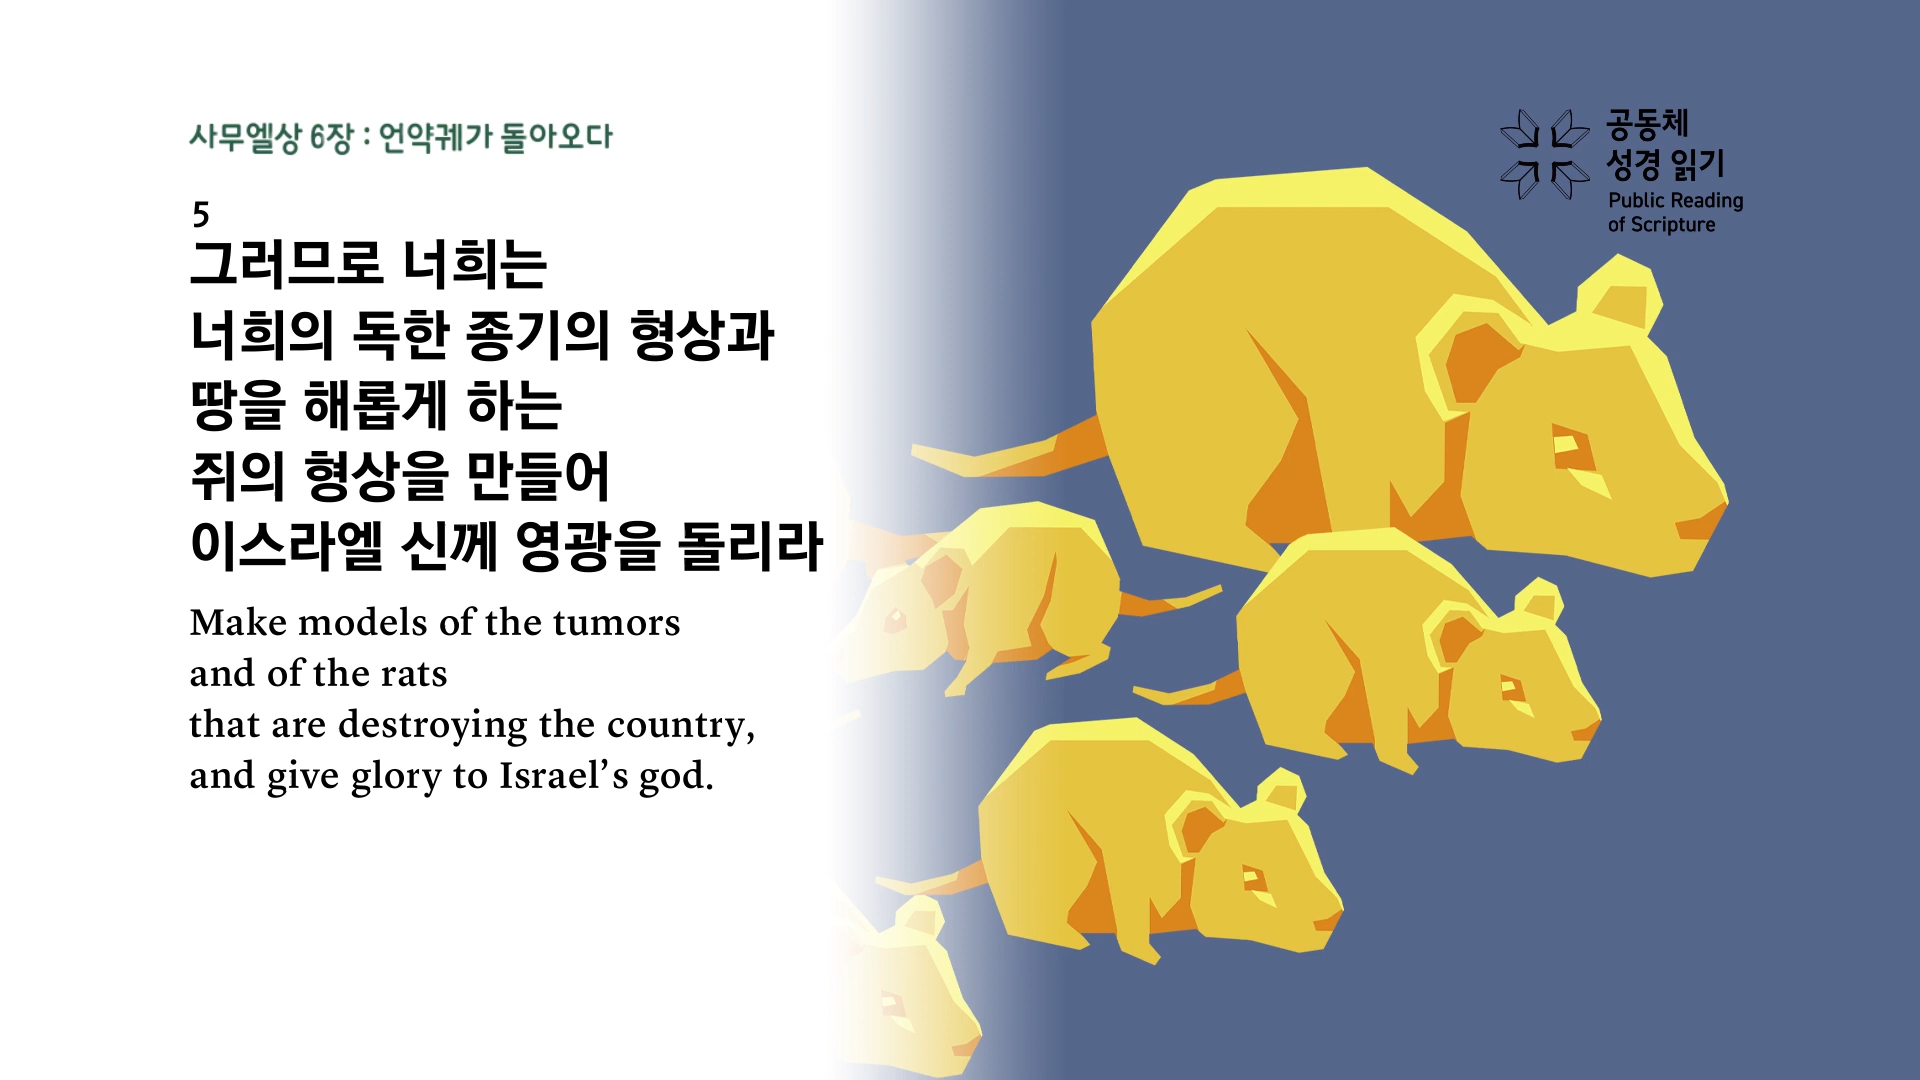 사무엘상 6장 : 언약궤가 돌아오다
5
그러므로 너희는
너희의 독한 종기의 형상과
땅을 해롭게 하는
쥐의 형상을 만들어
이스라엘 신께 영광을 돌리라
Make models of the tumors
and of the rats
that are destroying the country,
and give glory to Israel’s god.
공동체
성경 읽기
Public Reading
of Scripture